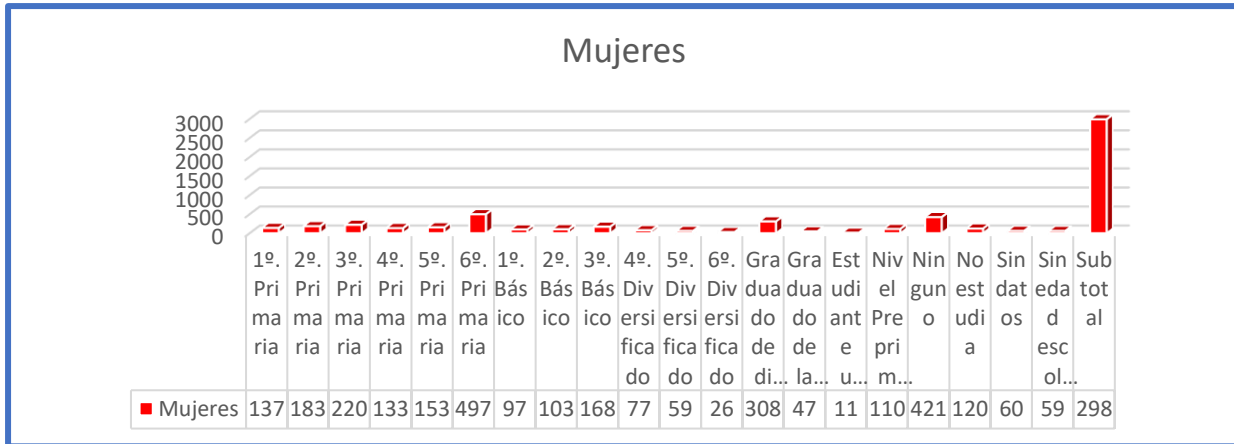 Mujeres
3000
2500
2000
1500
1000
500
0
1º. Pri ma ria
2º. Pri ma ria
3º. Pri ma ria
4º. Pri ma ria
5º. Pri ma ria
6º. Pri ma ria
1º. Bás ico
2º. Bás ico
3º. Bás ico
4º. Div ersi fica do
5º. Div ersi fica do
6º. Div ersi fica do
Gra dua do de di…
Gra dua do de la…
Est udi ant e u…
Niv el Pre pri m…
Nin gun o
No est udi a
Sin dat os
Sin eda d esc ol…
Sub tot al
Mujeres 137 183 220 133 153 497 97 103 168 77 59 26 308 47 11 110 421 120 60 59 298